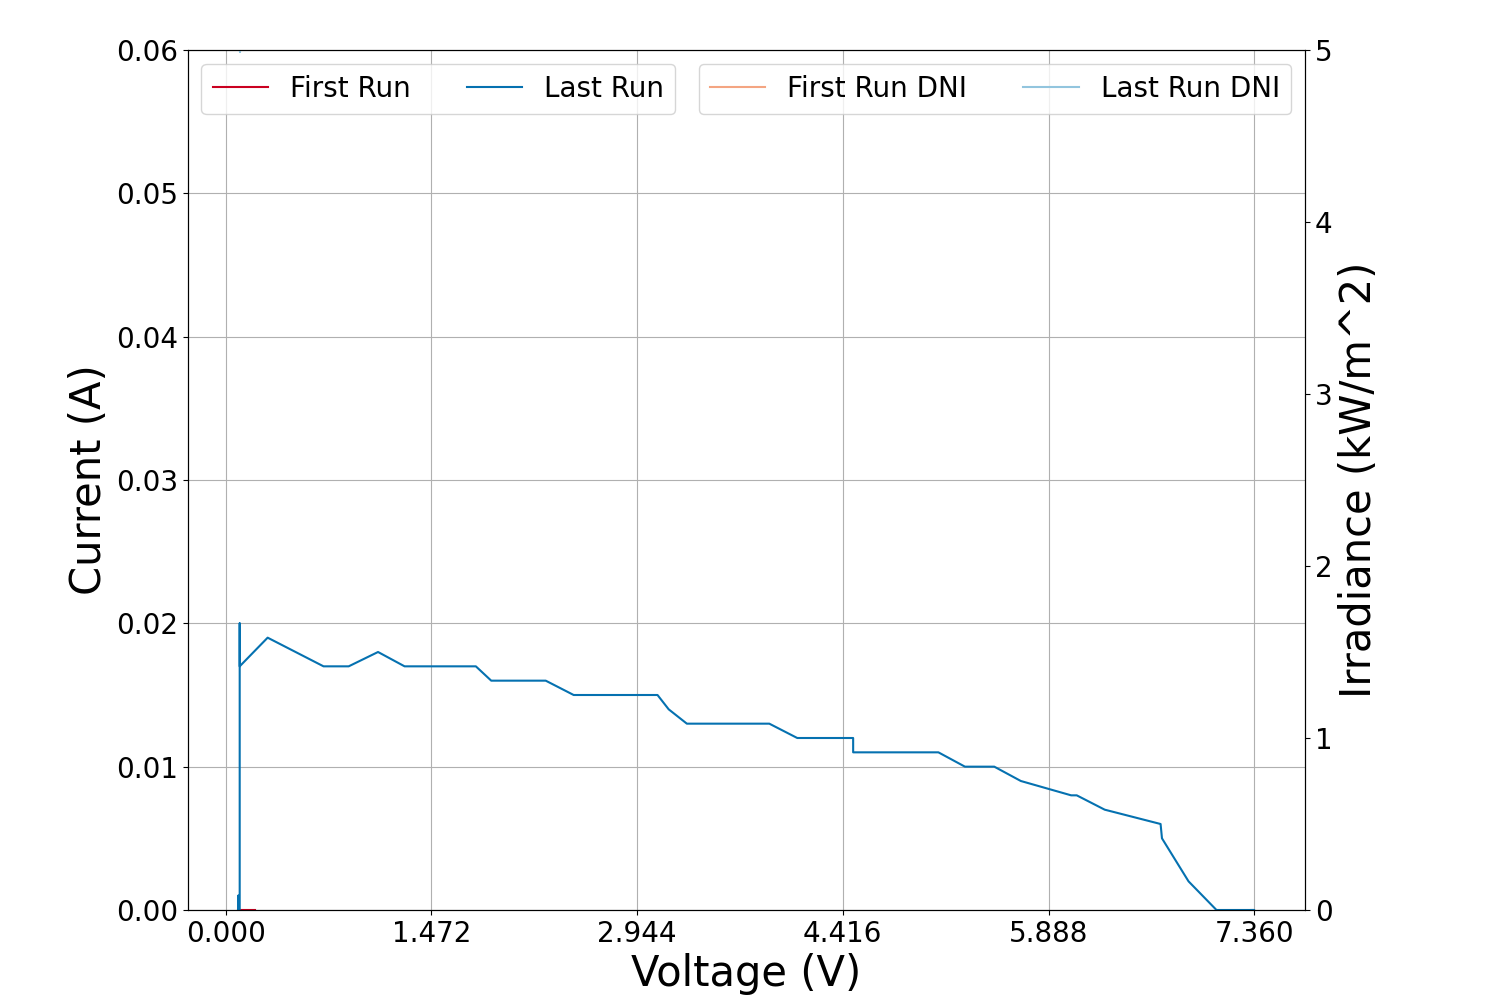 First Run
Last Run
First Run DNI
Last Run DNI
Current (A)
0.06
0.05
0.04
0.03
0.02
0.01
0.00
5
4
3
2
1
0
Irradiance (kW/m^2)
0.000 1.472 2.944 4.416 5.888 7.360
Voltage (V)